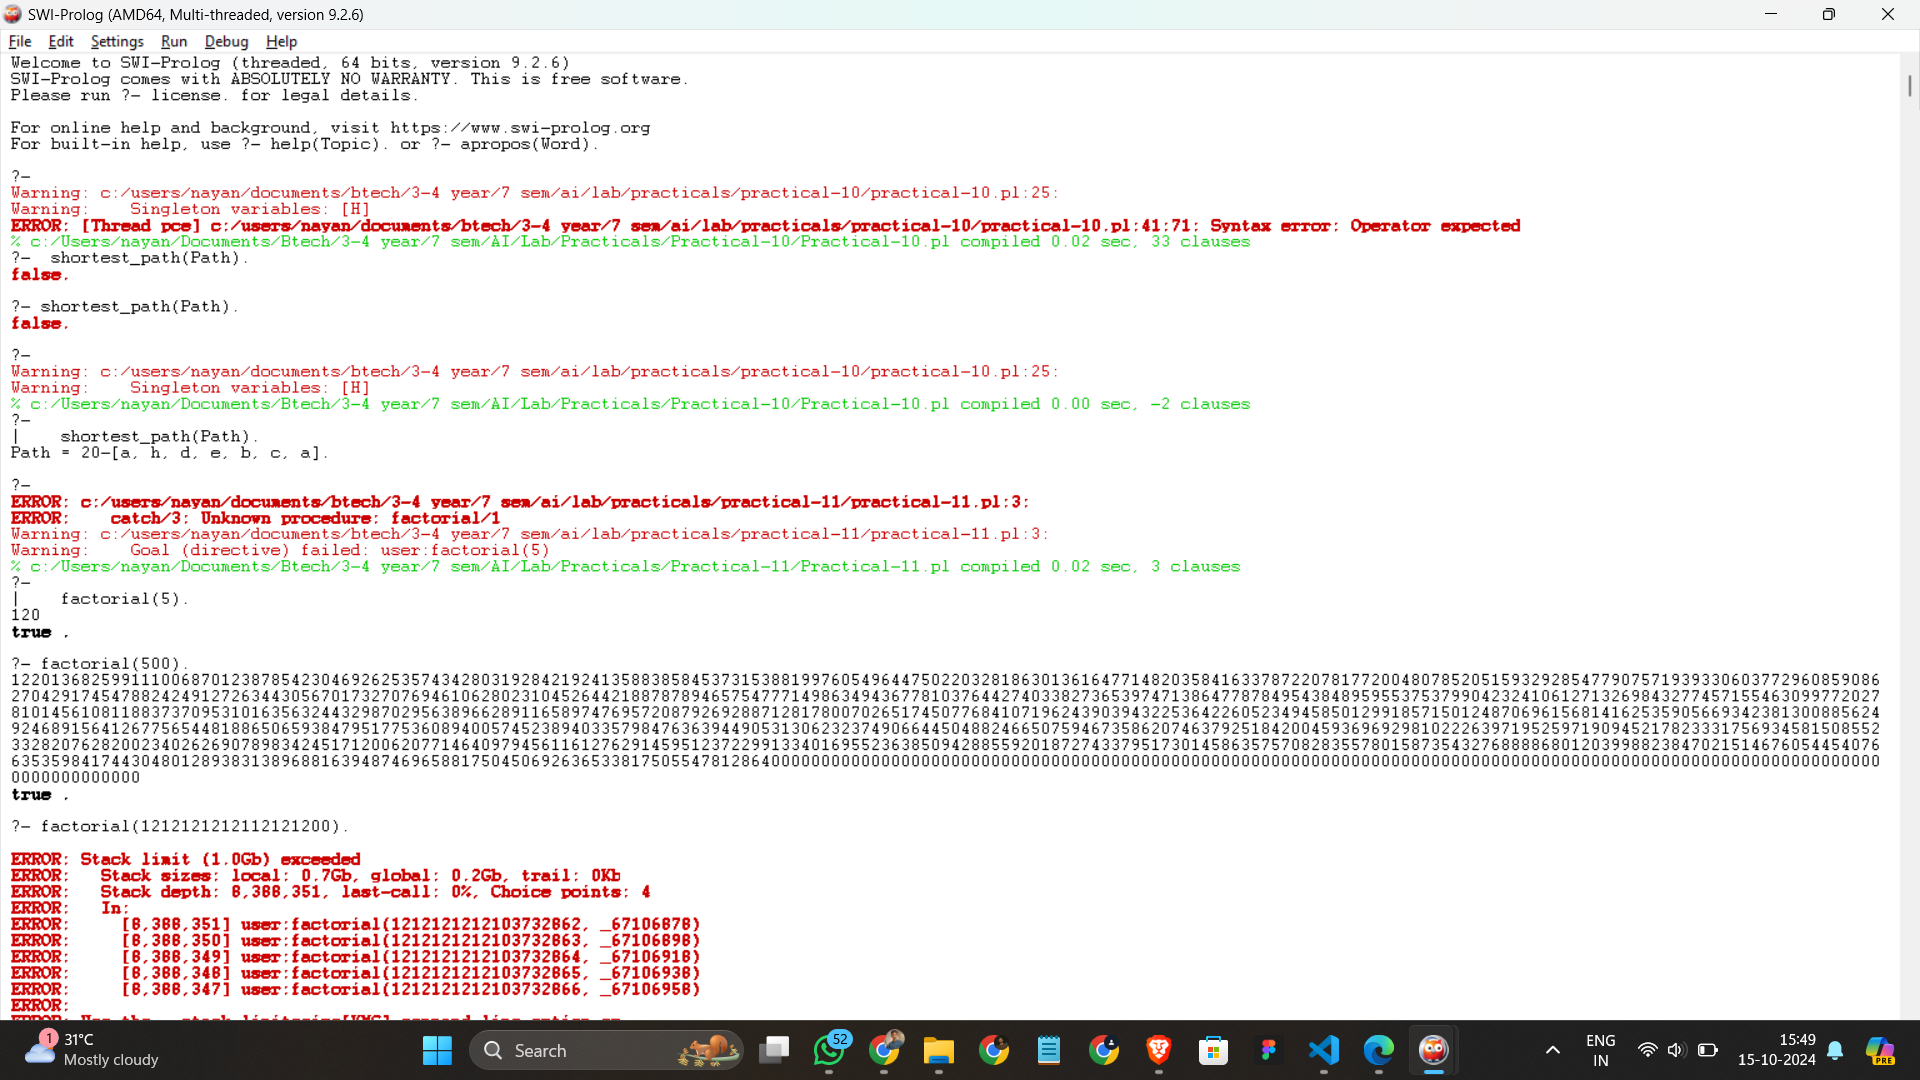 SWI-Prolog (AMD64, Multi-threaded, version 9.2.6)
File Edit Settings Run Debug Help
Welcome to SWI-Prolog (threaded, 64 bits, version 9.2.6)
SWI-Prolog comes with ABSOLUTELY NO WARRANTY. This is free software.
Please run ?- license. for legal details.
For online help and background, visit https://www.swi-prolog.org
For built-in help, use ?- help(Topic). or ?- apropos(Word).
?-
Warning: c:/users/nayan/documents/btech/3-4 year/7 sem/ai/lab/practicals/practical-10/practical-10.pl:25:
Warning:    Singleton variables: [H]
ERROR: [Thread pce] c:/users/nayan/documents/btech/3-4 year/7 sem/ai/lab/practicals/practical-10/practical-10.pl:41:71: Syntax error: Operator expected
% c:/Users/nayan/Documents/Btech/3-4 year/7 sem/AI/Lab/Practicals/Practical-10/Practical-10.pl compiled 0.02 sec, 33 clauses
?-  shortest_path(Path).
false.
?- shortest_path(Path).
false.
?-
Warning: c:/users/nayan/documents/btech/3-4 year/7 sem/ai/lab/practicals/practical-10/practical-10.pl:25:
Warning:    Singleton variables: [H]
% c:/Users/nayan/Documents/Btech/3-4 year/7 sem/AI/Lab/Practicals/Practical-10/Practical-10.pl compiled 0.00 sec, -2 clauses
?-
|    shortest_path(Path).
Path = 20-[a, h, d, e, b, c, a].
?-
ERROR: c:/users/nayan/documents/btech/3-4 year/7 sem/ai/lab/practicals/practical-11/practical-11.pl:3:
ERROR:    catch/3: Unknown procedure: factorial/1
Warning: c:/users/nayan/documents/btech/3-4 year/7 sem/ai/lab/practicals/practical-11/practical-11.pl:3:
Warning:    Goal (directive) failed: user:factorial(5)
% c:/Users/nayan/Documents/Btech/3-4 year/7 sem/AI/Lab/Practicals/Practical-11/Practical-11.pl compiled 0.02 sec, 3 clauses
?-
|    factorial(5).
120
true .
?- factorial(500).
000000000000
true .
?- factorial(1212121212112121200).
ERROR: Stack limit (1.0Gb) exceeded
ERROR:   Stack sizes: local: 0.7Gb, global: 0.2Gb, trail: 0Kb
ERROR:   Stack depth: 8,388,351, last-call: 0%, Choice points: 4
ERROR:   In:
ERROR:     [8,388,351] user:factorial(1212121212103732862, _67106878)
ERROR:     [8,388,350] user:factorial(1212121212103732863, _67106898)
ERROR:     [8,388,349] user:factorial(1212121212103732864, _67106918)
ERROR:     [8,388,348] user:factorial(1212121212103732865, _67106938)
ERROR:     [8,388,347] user:factorial(1212121212103732866, _67106958)
ERROR:
1
31°C
Mostly cloudy
Search
52
ENG
IN
15:49
15-10-2024
PRE